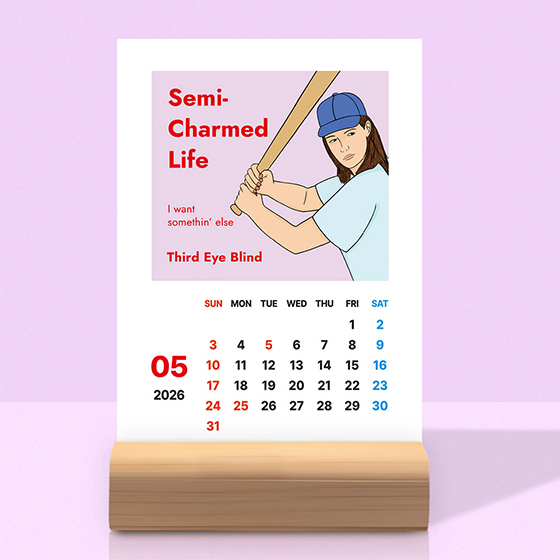 Semi-
Charmed
Life
I want
somethin' else
Third Eye Blind
SUN MON TUE WED THU FRI SAT
1 2
3 4 5 6 7 8 9
10 11 12 13 14 15 16
17 18 19 20 21 22 23
24 25 26 27 28 29 30
31
05
2026